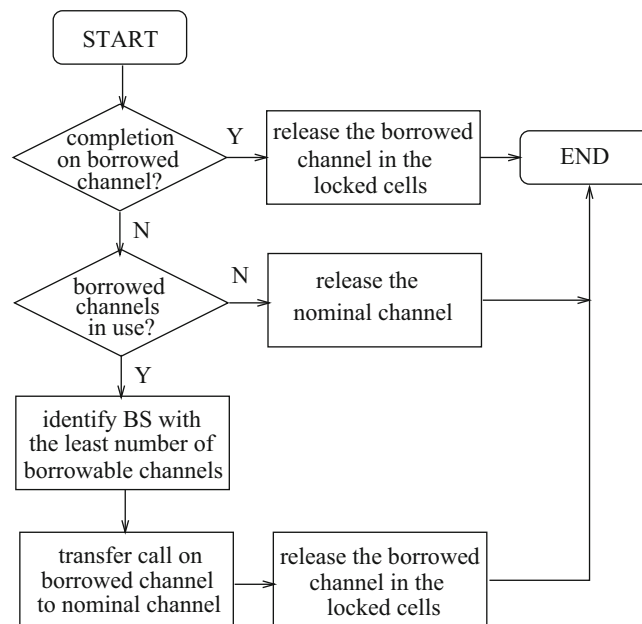 START
completion
on borrowed
channel?
Y
release the borrowed
channel in the
locked cells
END
N
borrowed
channels
in use?
N
release the
nominal channel
Y
identify BS with
the least number of
borrowable channels
transfer call on
borrowed channel
to nominal channel
release the borrowed
channel in the
locked cells